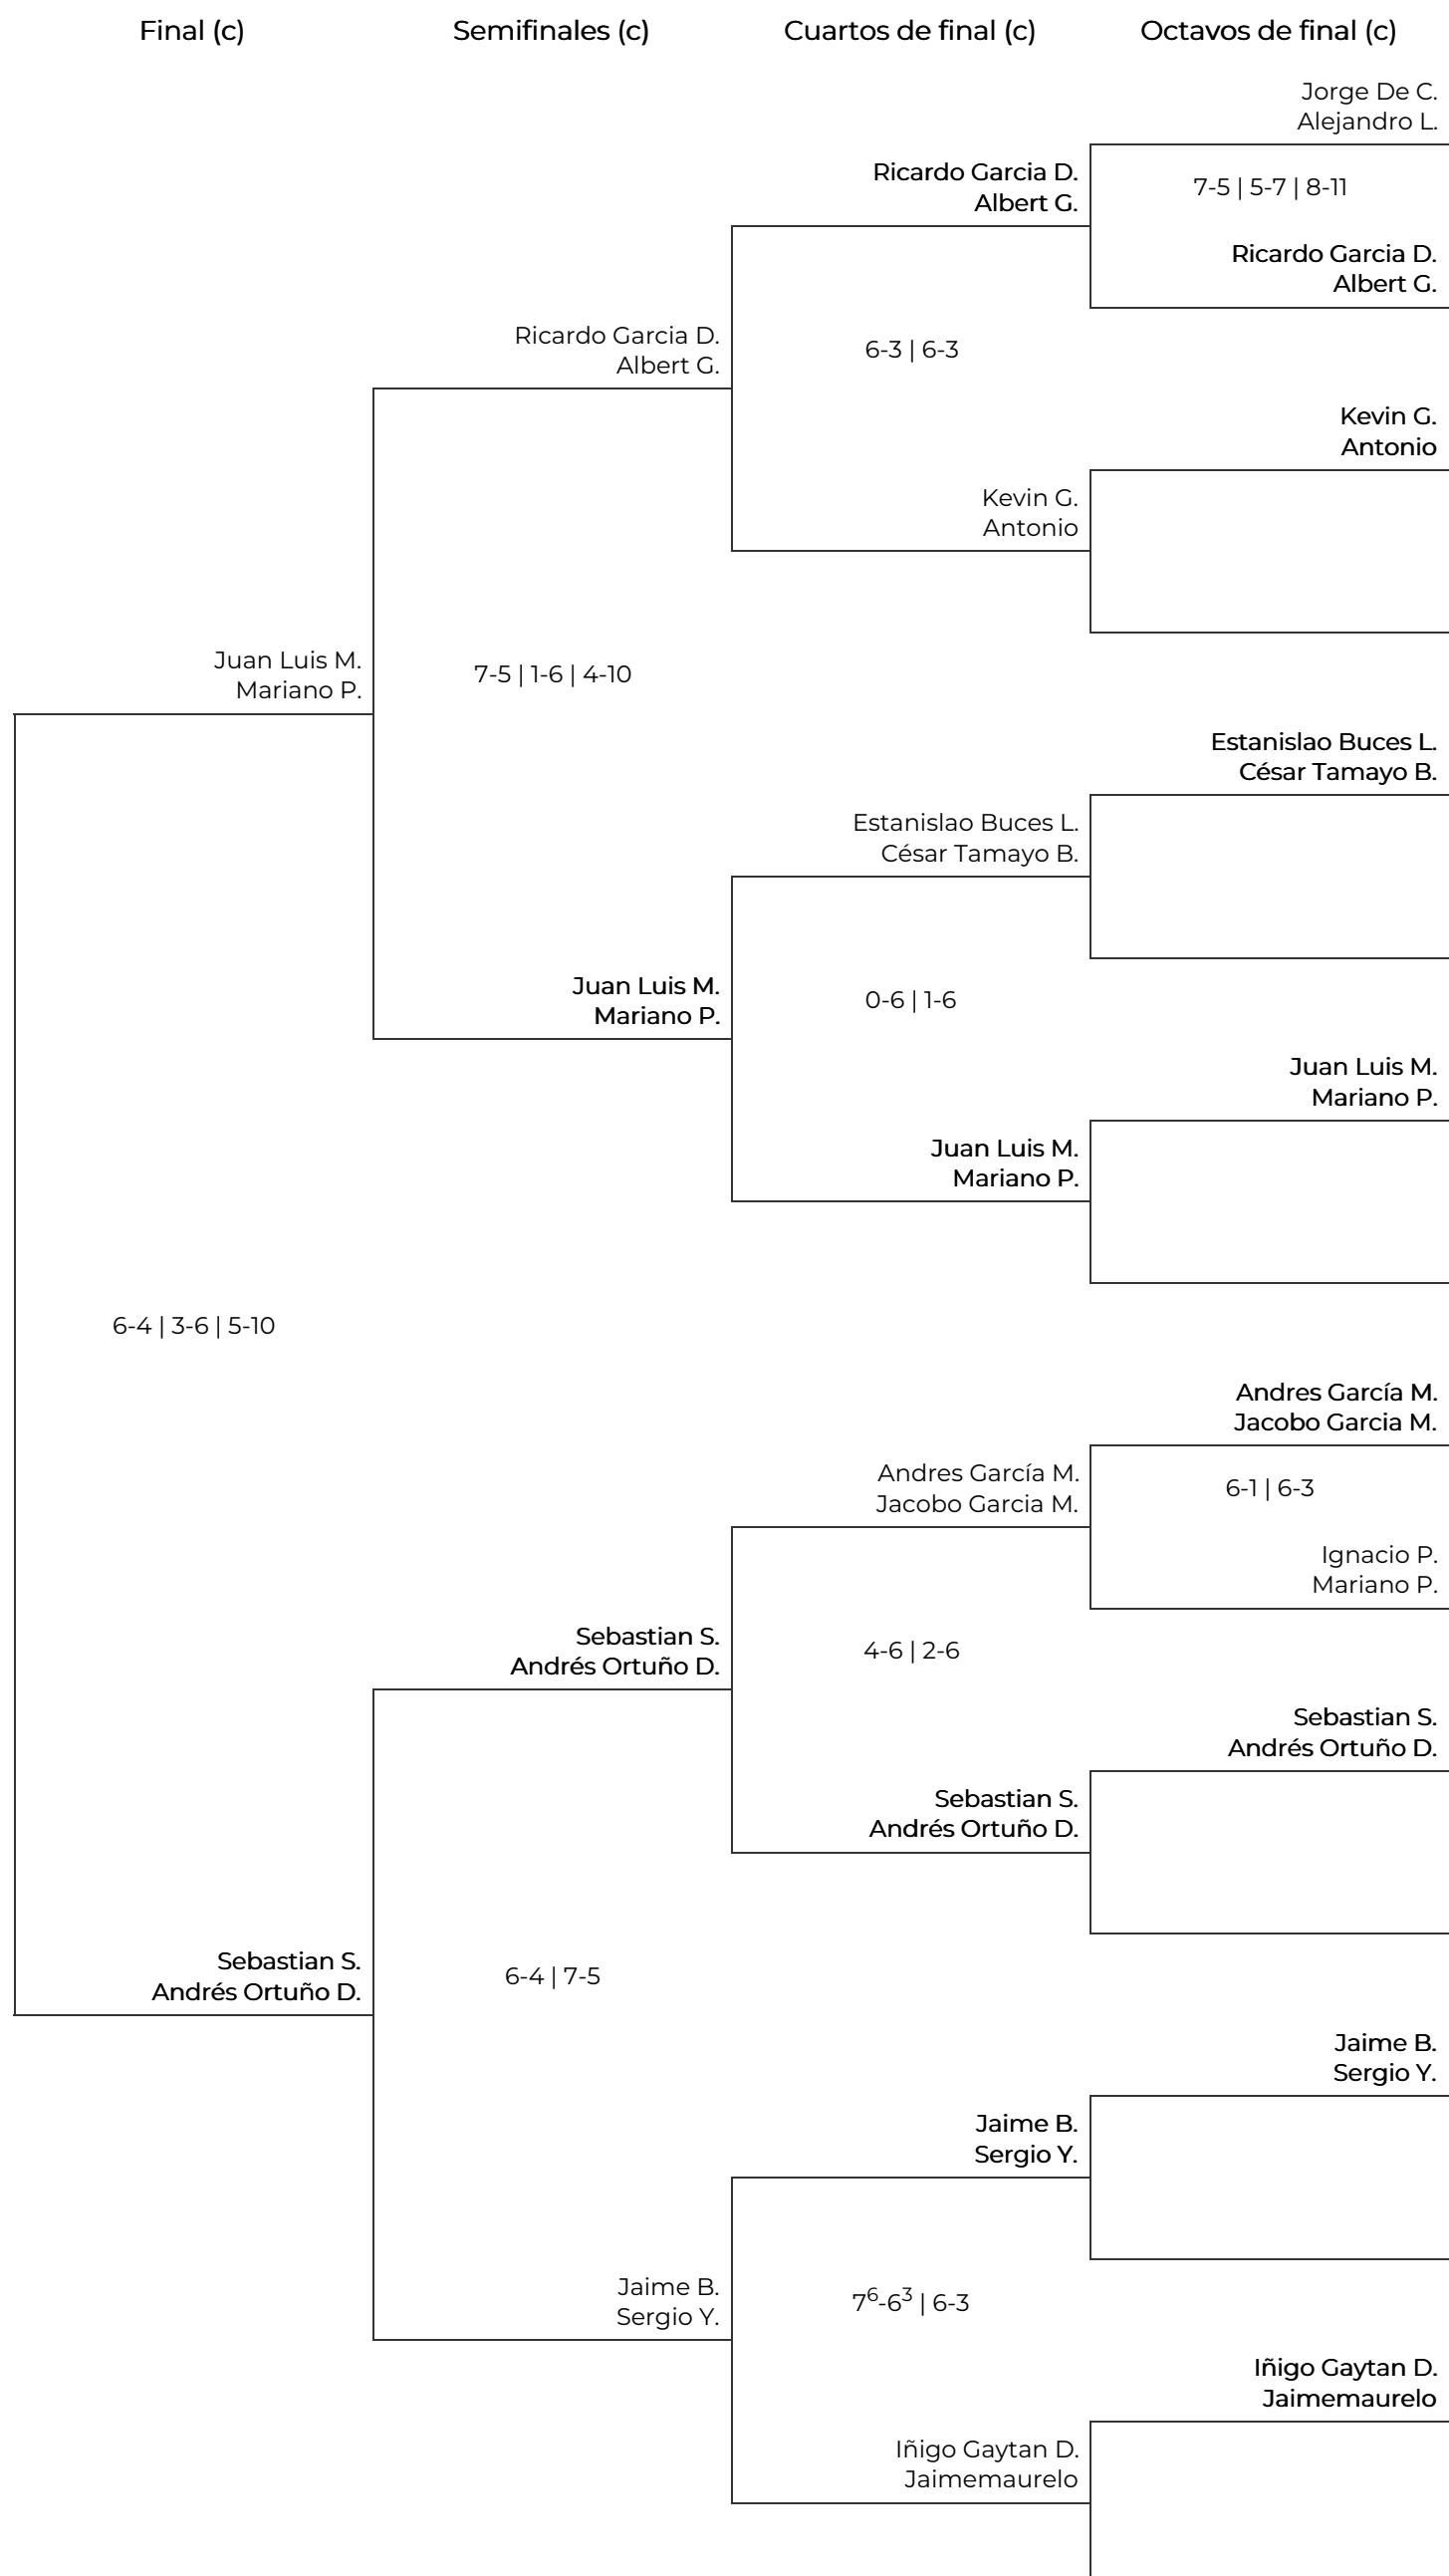 Final (c)
Semifinales (c)
Cuartos de final (c)
Octavos de final (c)
Jorge De C.
Alejandro L.
Ricardo Garcia D.
Albert G.
7-5 | 5-7 | 8-11
Ricardo Garcia D.
Albert G.
Ricardo Garcia D.
Albert G.
6-3 | 6-3
Kevin G.
Antonio
Kevin G.
Antonio
Juan Luis M.
Mariano P.
7-5 | 1-6 | 4-10
Estanislao Buces L.
César Tamayo B.
Estanislao Buces L.
César Tamayo B.
Juan Luis M.
Mariano P.
0-6 | 1-6
Juan Luis M.
Mariano P.
Juan Luis M.
Mariano P.
6-4 | 3-6 | 5-10
Andres García M.
Jacobo Garcia M.
Andres García M.
Jacobo Garcia M.
6-1 | 6-3
Ignacio P.
Mariano P.
Sebastian S.
Andrés Ortuño D.
4-6 | 2-6
Sebastian S.
Andrés Ortuño D.
Sebastian S.
Andrés Ortuño D.
Sebastian S.
Andrés Ortuño D.
6-4 | 7-5
Jaime B.
Sergio Y.
Jaime B.
Sergio Y.
Jaime B.
Sergio Y.
7⁶-6³ | 6-3
Iñigo Gaytan D.
Jaimemaurelo
Iñigo Gaytan D.
Jaimemaurelo